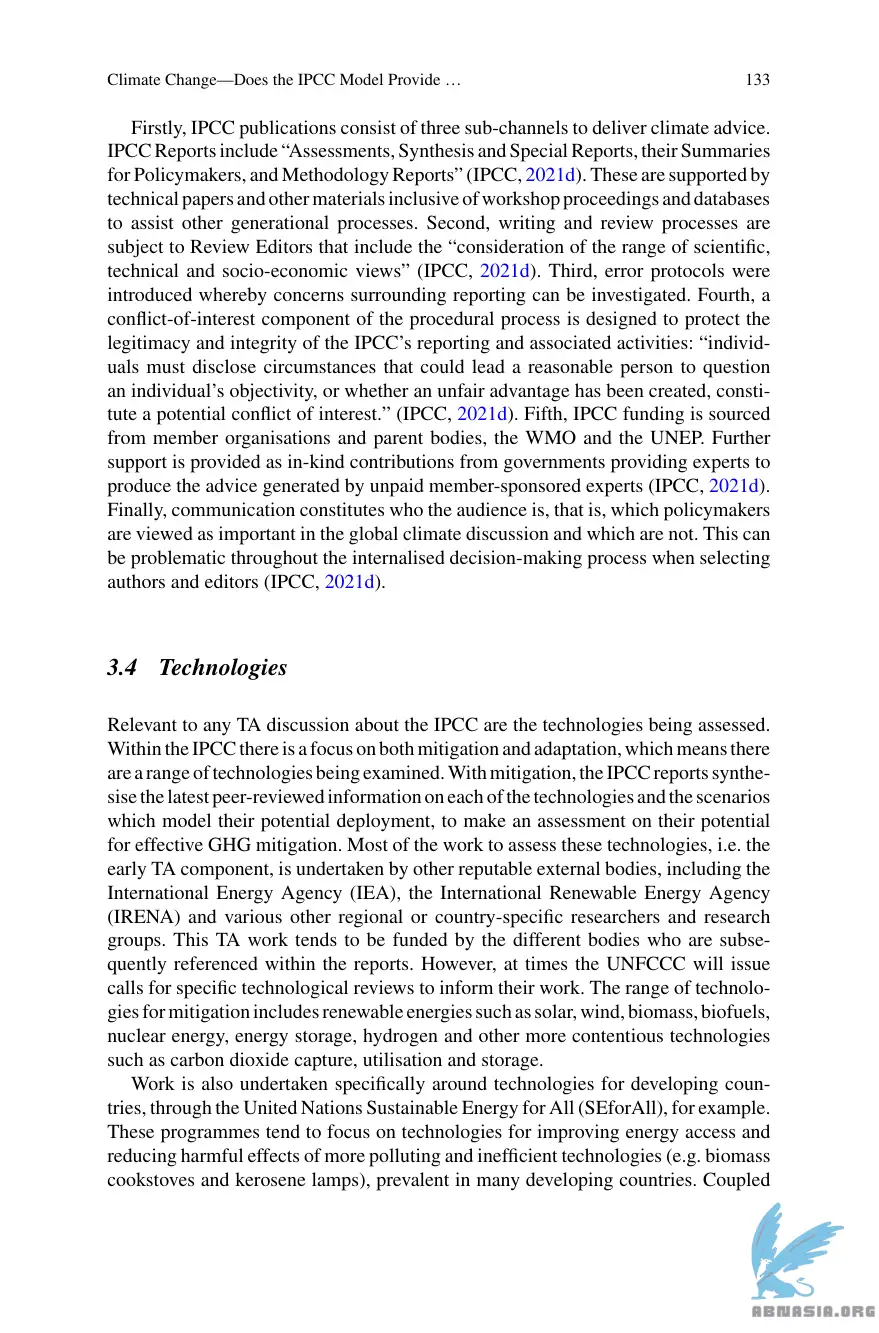 Climate Change—Does the IPCC Model Provide … 133
Firstly, IPCC publications consist of three sub-channels to deliver climate advice.
IPCC Reports include “Assessments, Synthesis and Special Reports, their Summaries
for Policymakers, and Methodology Reports” (IPCC, 2021d). These are supported by
technical papers and other materials inclusive of workshop proceedings and databases
to assist other generational processes. Second, writing and review processes are
subject to Review Editors that include the “consideration of the range of scientific,
technical and socio-economic views” (IPCC, 2021d). Third, error protocols were
introduced whereby concerns surrounding reporting can be investigated. Fourth, a
conflict-of-interest component of the procedural process is designed to protect the
legitimacy and integrity of the IPCC’s reporting and associated activities: “individ-
uals must disclose circumstances that could lead a reasonable person to question
an individual’s objectivity, or whether an unfair advantage has been created, consti-
tute a potential conflict of interest.” (IPCC, 2021d). Fifth, IPCC funding is sourced
from member organisations and parent bodies, the WMO and the UNEP. Further
support is provided as in-kind contributions from governments providing experts to
produce the advice generated by unpaid member-sponsored experts (IPCC, 2021d).
Finally, communication constitutes who the audience is, that is, which policymakers
are viewed as important in the global climate discussion and which are not. This can
be problematic throughout the internalised decision-making process when selecting
authors and editors (IPCC, 2021d).
3.4 Technologies
Relevant to any TA discussion about the IPCC are the technologies being assessed.
Within the IPCC there is a focus on both mitigation and adaptation, which means there
are a range of technologies being examined. With mitigation, the IPCC reports synthe-
sise the latest peer-reviewed information on each of the technologies and the scenarios
which model their potential deployment, to make an assessment on their potential
for effective GHG mitigation. Most of the work to assess these technologies, i.e. the
early TA component, is undertaken by other reputable external bodies, including the
International Energy Agency (IEA), the International Renewable Energy Agency
(IRENA) and various other regional or country-specific researchers and research
groups. This TA work tends to be funded by the different bodies who are subse-
quently referenced within the reports. However, at times the UNFCCC will issue
calls for specific technological reviews to inform their work. The range of technolo-
gies for mitigation includes renewable energies such as solar, wind, biomass, biofuels,
nuclear energy, energy storage, hydrogen and other more contentious technologies
such as carbon dioxide capture, utilisation and storage.
Work is also undertaken specifically around technologies for developing coun-
tries, through the United Nations Sustainable Energy for All (SEforAll), for example.
These programmes tend to focus on technologies for improving energy access and
reducing harmful effects of more polluting and inefficient technologies (e.g. biomass
cookstoves and kerosene lamps), prevalent in many developing countries. Coupled
ABNASIA.ORG